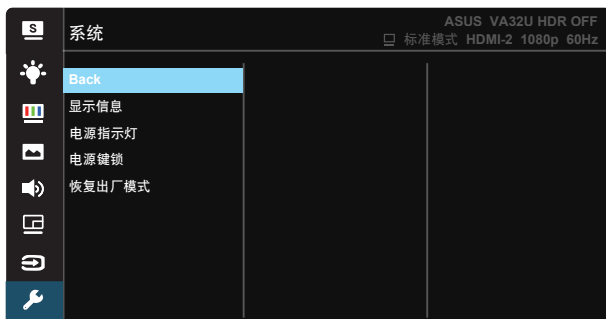 S
系统
ASUS VA32U HDR OFF
标准模式 HDMI-2 1080p 60Hz
Back
显示信息
电源指示灯
电源键锁
恢复出厂模式